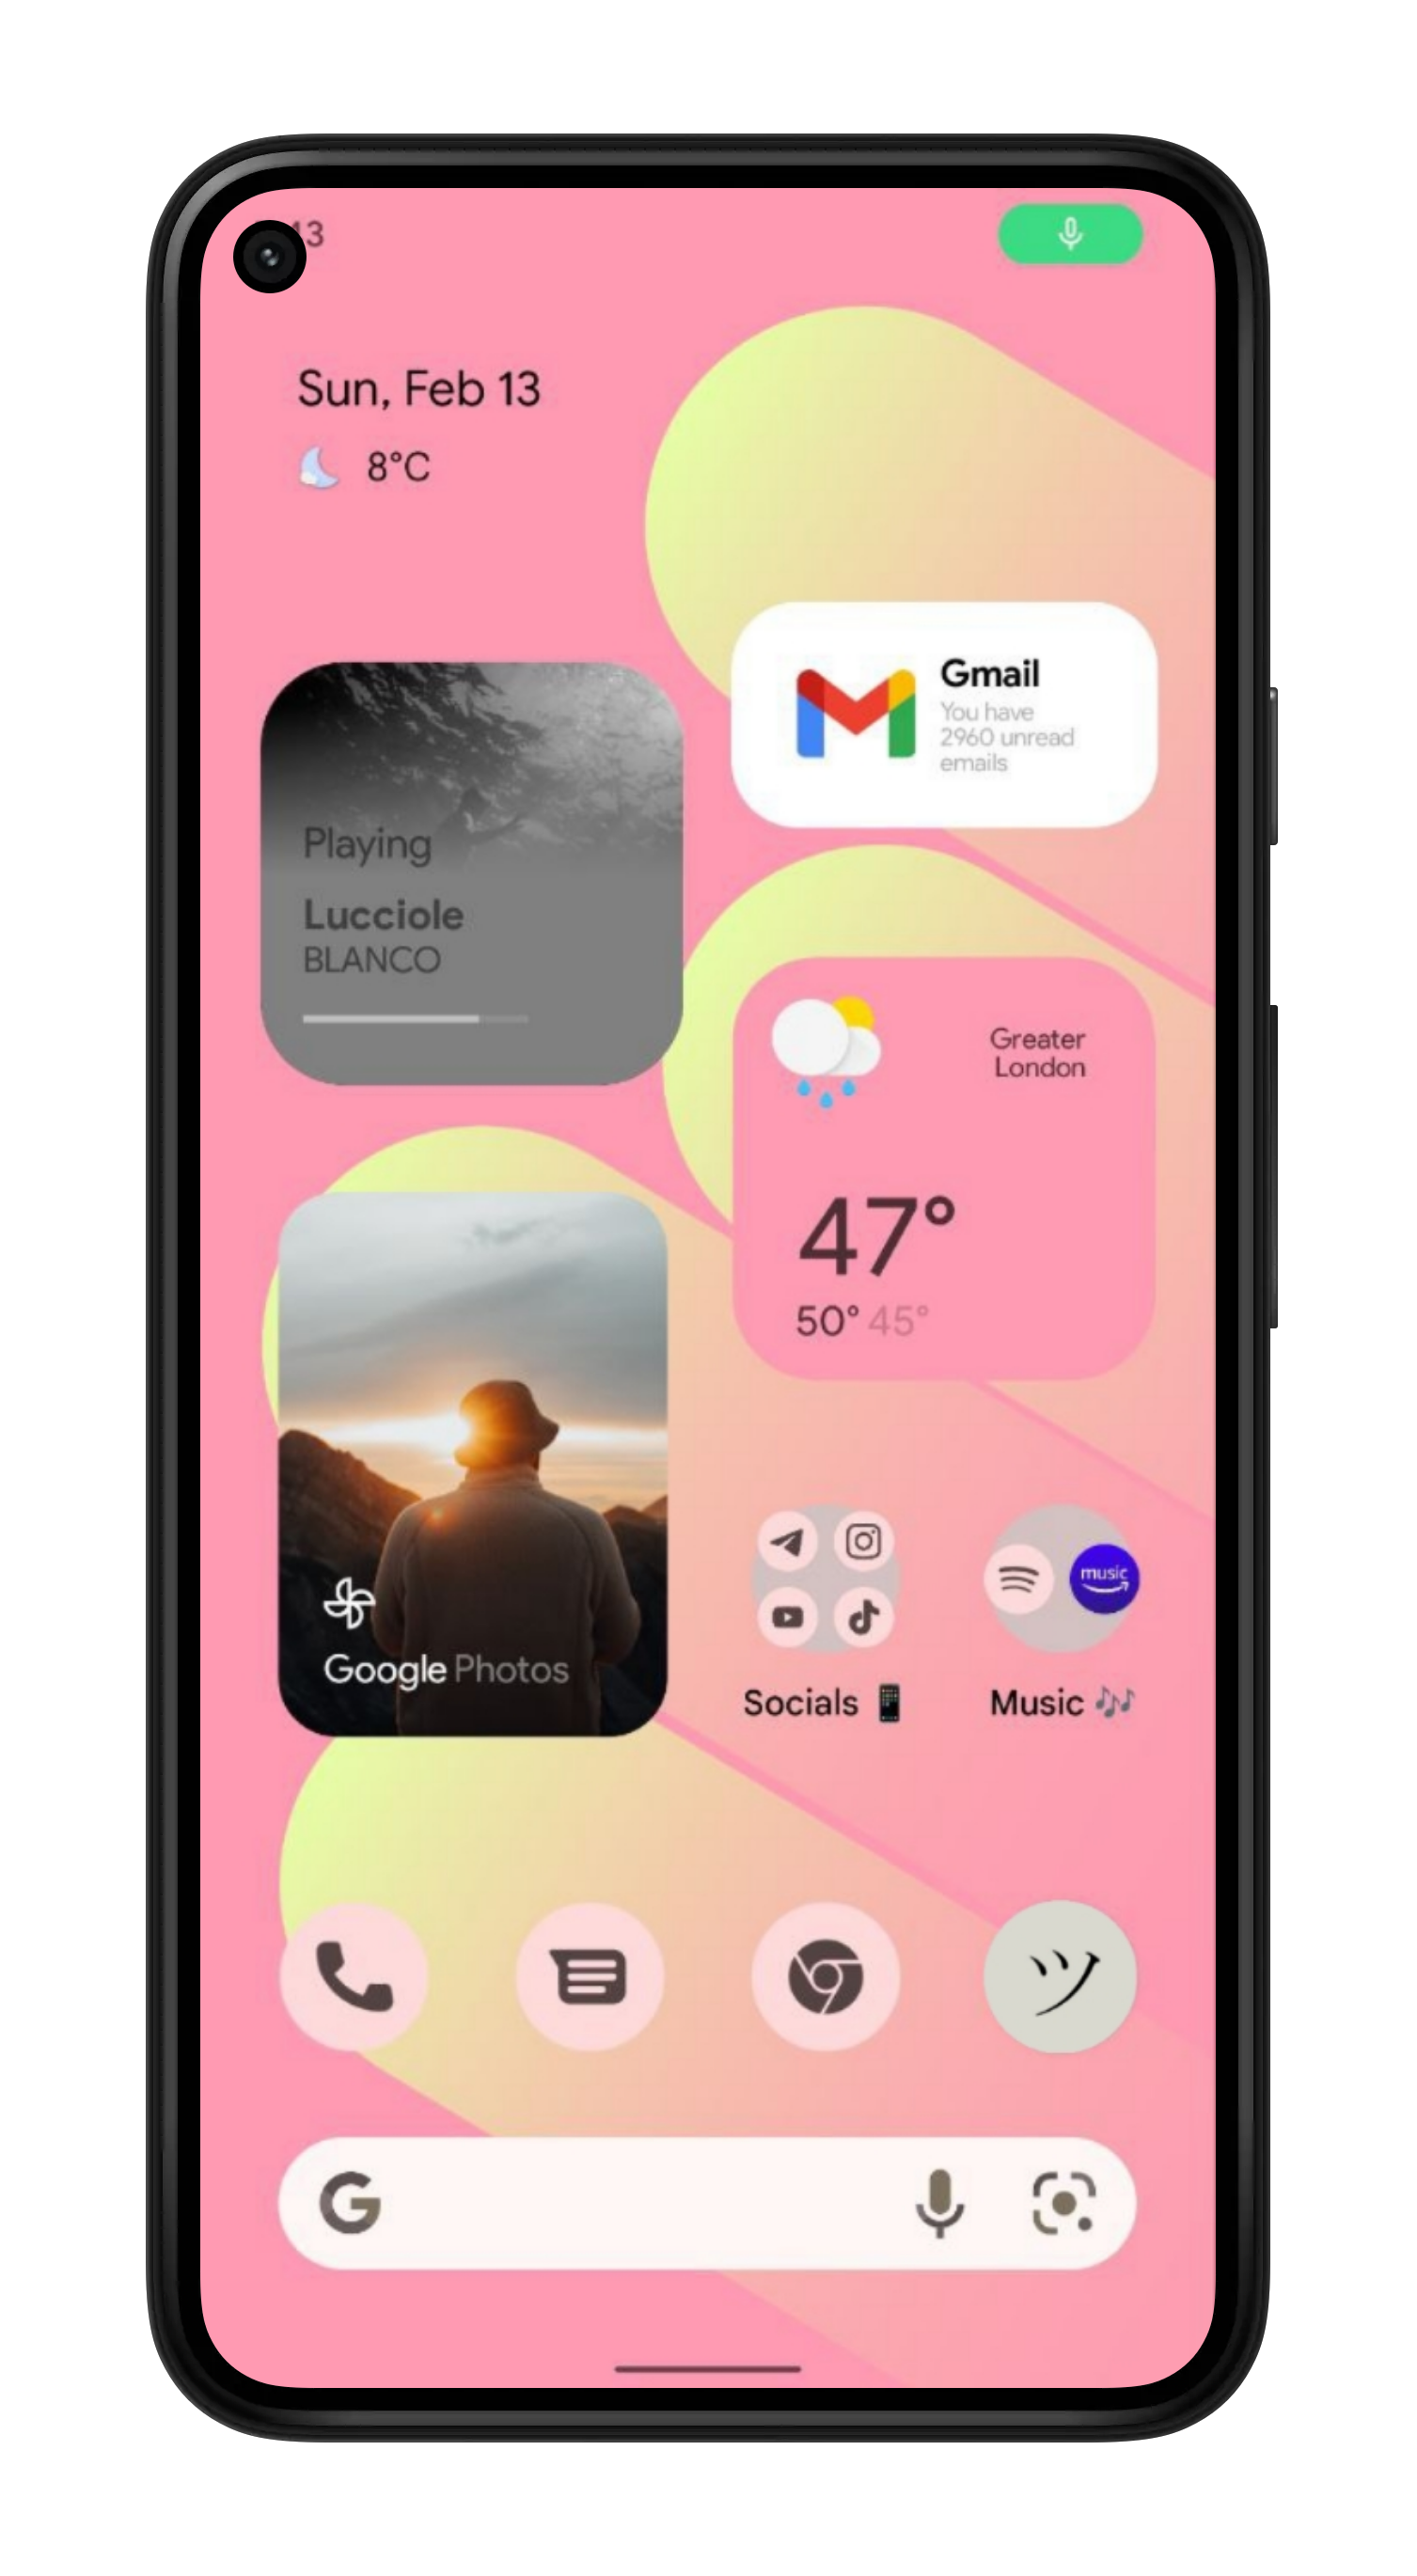 13
Sun, Feb 13
8°C
Gmail
You have
2960 unread
emails
Playing
Lucciole
BLANCO
Greater
London
47°
50° 45°
Google Photos
music
Socials
Music
ツ
G